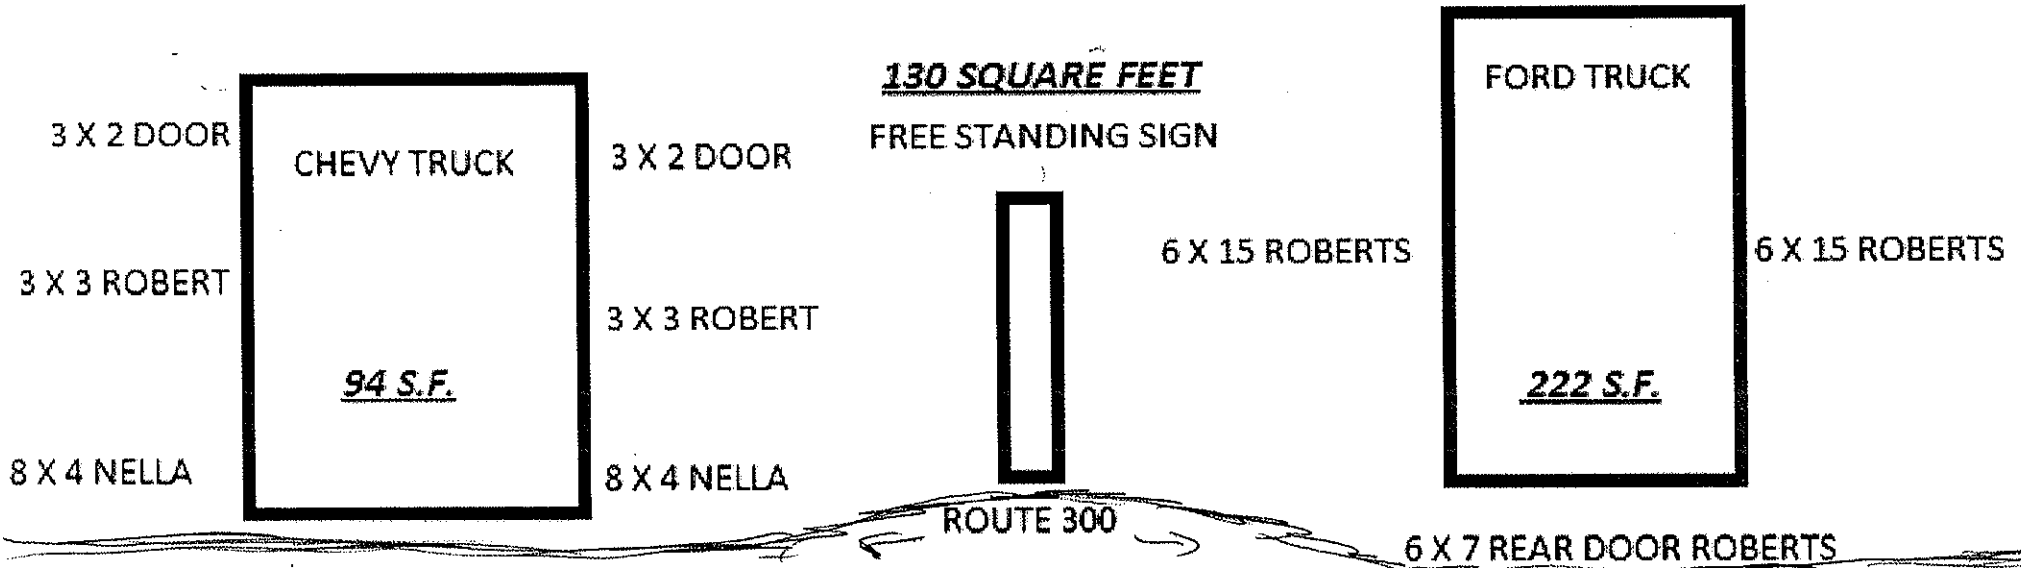 3 X 2 DOOR
3 X 3 ROBERT
8 X 4 NELLA
CHEVY TRUCK
94 S.F.
3 X 2 DOOR
3 X 3 ROBERT
8 X 4 NELLA
130 SQUARE FEET
FREE STANDING SIGN
ROUTE 300
6 X 15 ROBERTS
FORD TRUCK
222 S.F.
6 X 15 ROBERTS
6 X 7 REAR DOOR ROBERTS